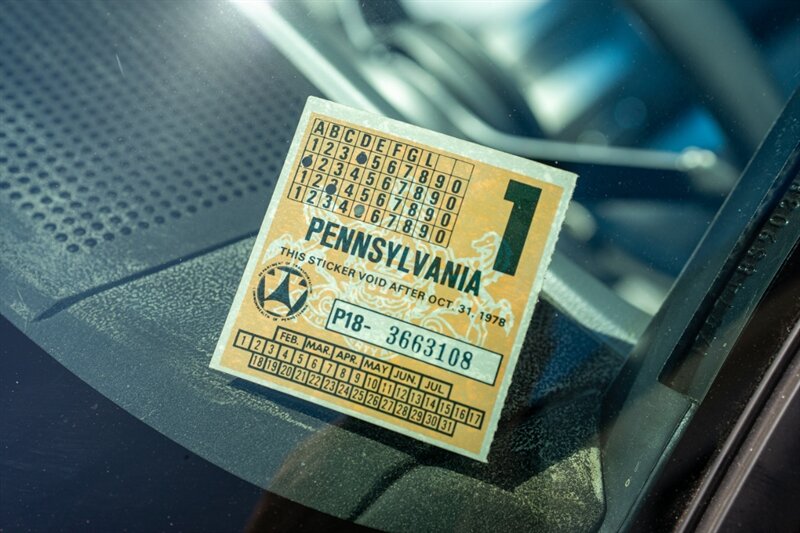 A B C D E F G L
1 2 3 5 6 7 8 9 0
2 3 4 5 6 7 8 9 0
1 2 4 5 6 7 8 9 0
1 2 3 4 6 7 8 9 0
1
PENNSYLVANIA
THIS STICKER VOID AFTER OCT. 31, 1978
P18- 3663108
FEB. MAR. APR. MAY JUN. JUL
1 2 3 4 5 6 7 8 9 10 11 12 13 14 15 16 17
18 19 20 21 22 23 24 25 26 27 28 29 30 31